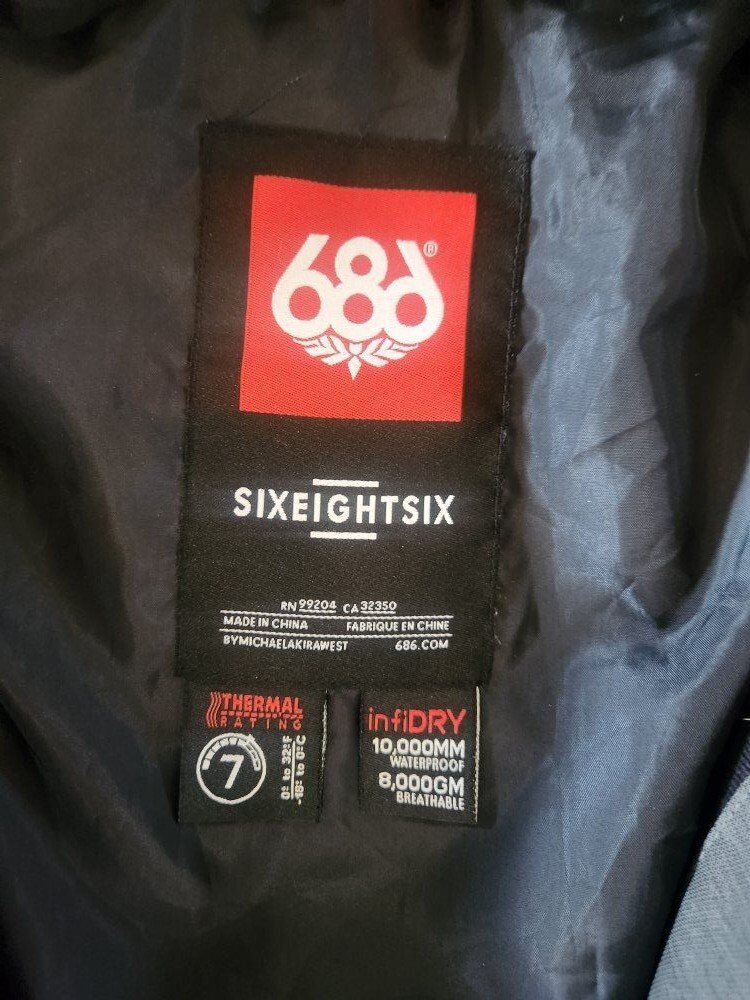 686®
SIXEIGHTSIX
RN 99204 CA 32350
MADE IN CHINA FABRIQUE EN CHINE
BYMICHAELAKIRAWEST 686.COM
THERMAL
RATING
7
0° to 32°F
-18° to 0°C
infiDRY
10,000MM
WATERPROOF
8,000GM
BREATHABLE